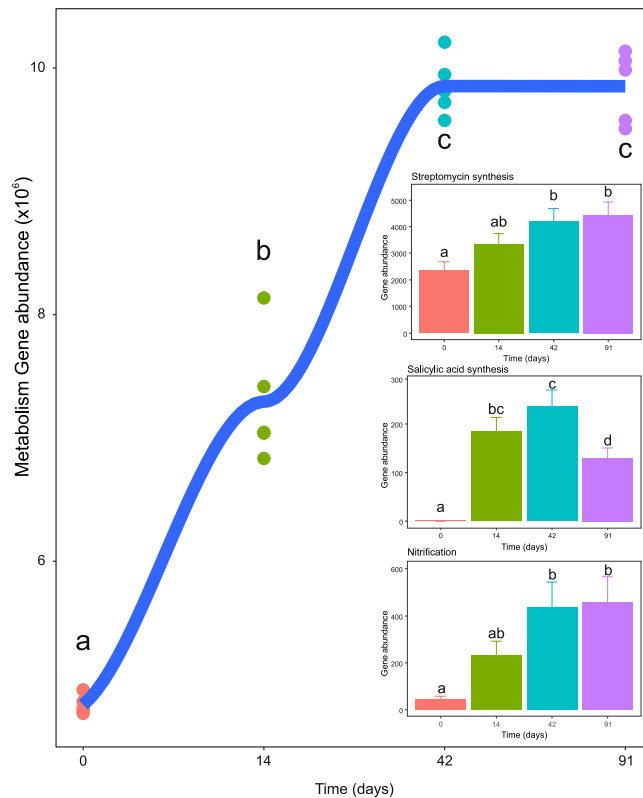 Metabolism Gene abundance (x10⁶)
10
8
6
a
b
c
c
0
14
42
91
Time (days)
Streptomycin synthesis
Gene abundance
5000
4000
3000
2000
1000
0
a
ab
b
b
0
14
42
91
Time (days)
Salicylic acid synthesis
Gene abundance
300
200
100
0
a
bc
c
d
0
14
42
91
Time (days)
Nitrification
Gene abundance
600
400
200
0
a
ab
b
b
0
14
42
91
Time (days)